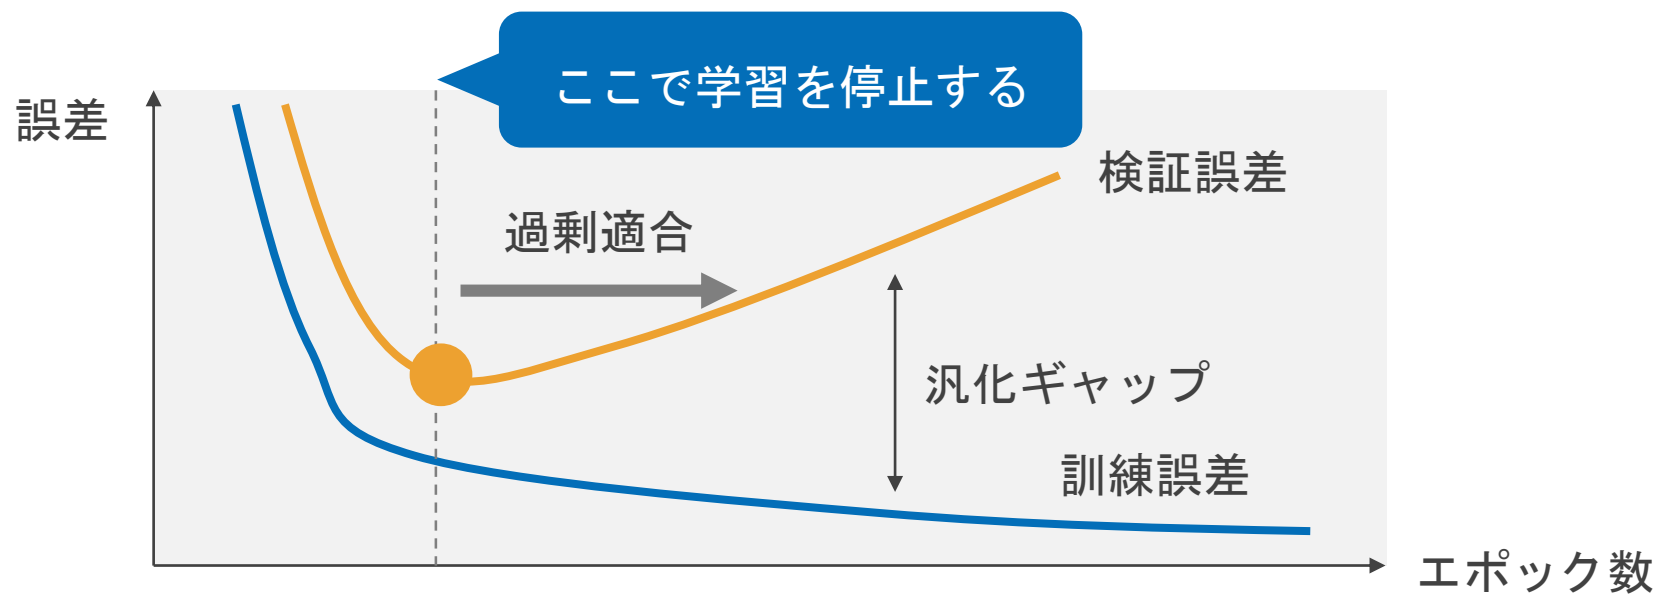 ここで学習を停止する
誤差
検証誤差
過剰適合
汎化ギャップ
訓練誤差
エポック数